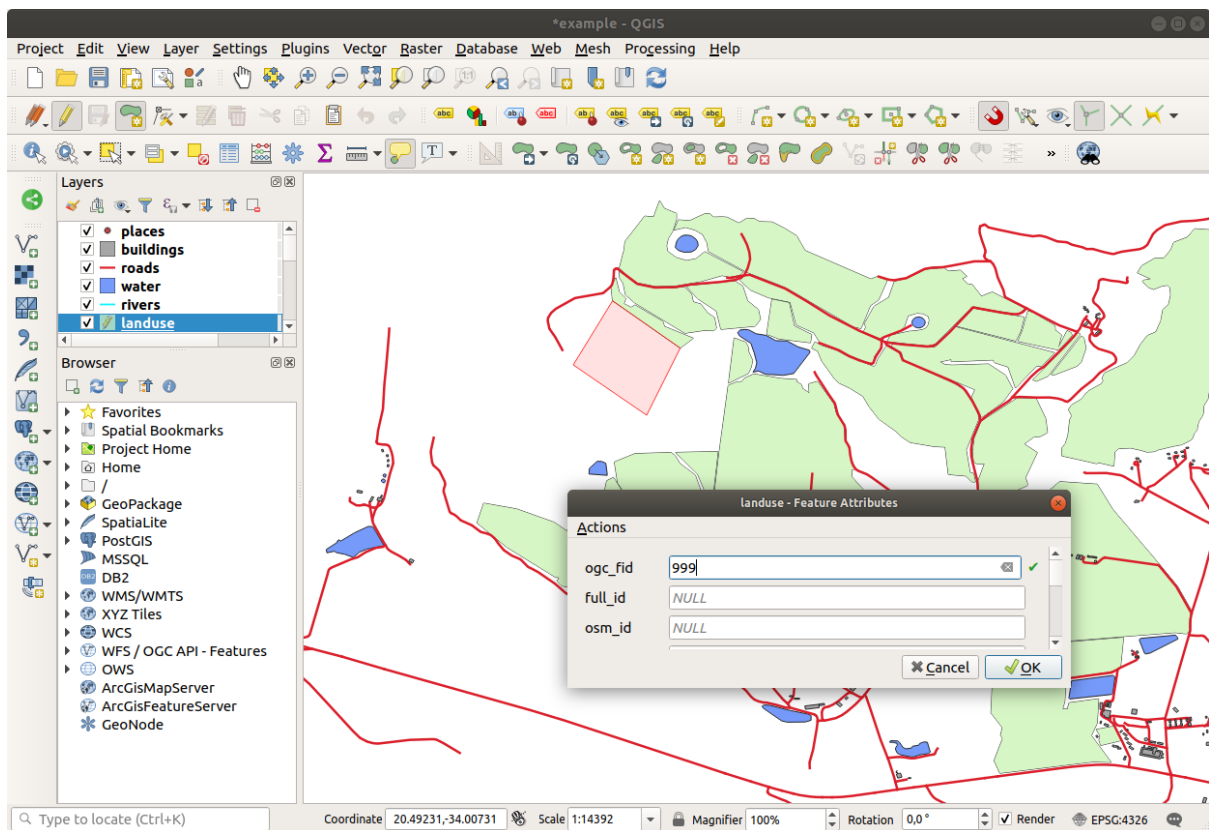 *example - QGIS
Project Edit View Layer Settings Plugins Vector Raster Database Web Mesh Processing Help
Layers
places
buildings
roads
water
rivers
landuse
Browser
Favorites
Spatial Bookmarks
Project Home
Home
/
GeoPackage
SpatiaLite
PostGIS
MSSQL
DB2
WMS/WMTS
XYZ Tiles
WCS
WFS / OGC API - Features
OWS
ArcGisMapServer
ArcGisFeatureServer
GeoNode
landuse - Feature Attributes
Actions
ogc_fid 999
full_id NULL
osm_id NULL
Cancel OK
Type to locate (Ctrl+K) Coordinate 20.49231,-34.00731 Scale 1:14392 Magnifier 100% Rotation 0,0 ° Render EPSG:4326